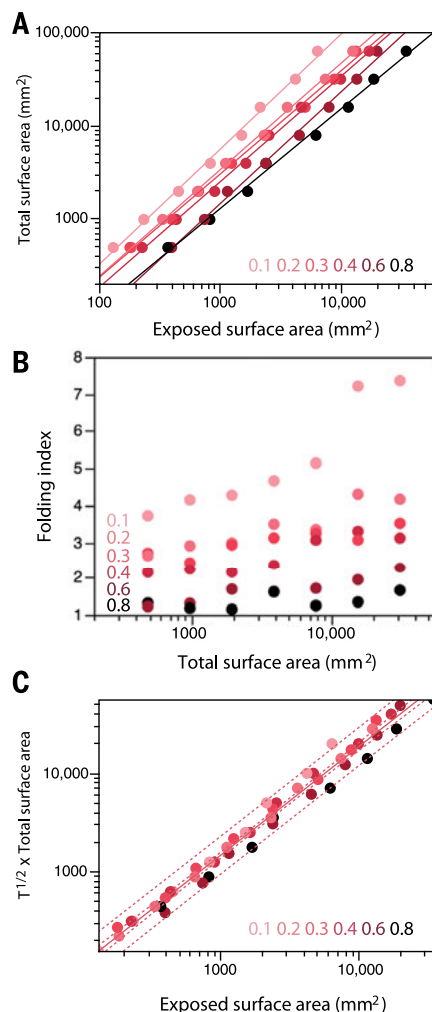 A
100,000
10,000
1000
Total surface area (mm²)
0.1 0.2 0.3 0.4 0.6 0.8
100 1000 10,000
Exposed surface area (mm²)
B
8
7
6
5
4
3
2
1
Folding index
0.1
0.2
0.3
0.4
0.6
0.8
1000 10,000
Total surface area (mm²)
C
10,000
1000
T^1/2 x Total surface area
0.1 0.2 0.3 0.4 0.6 0.8
1000 10,000
Exposed surface area (mm²)